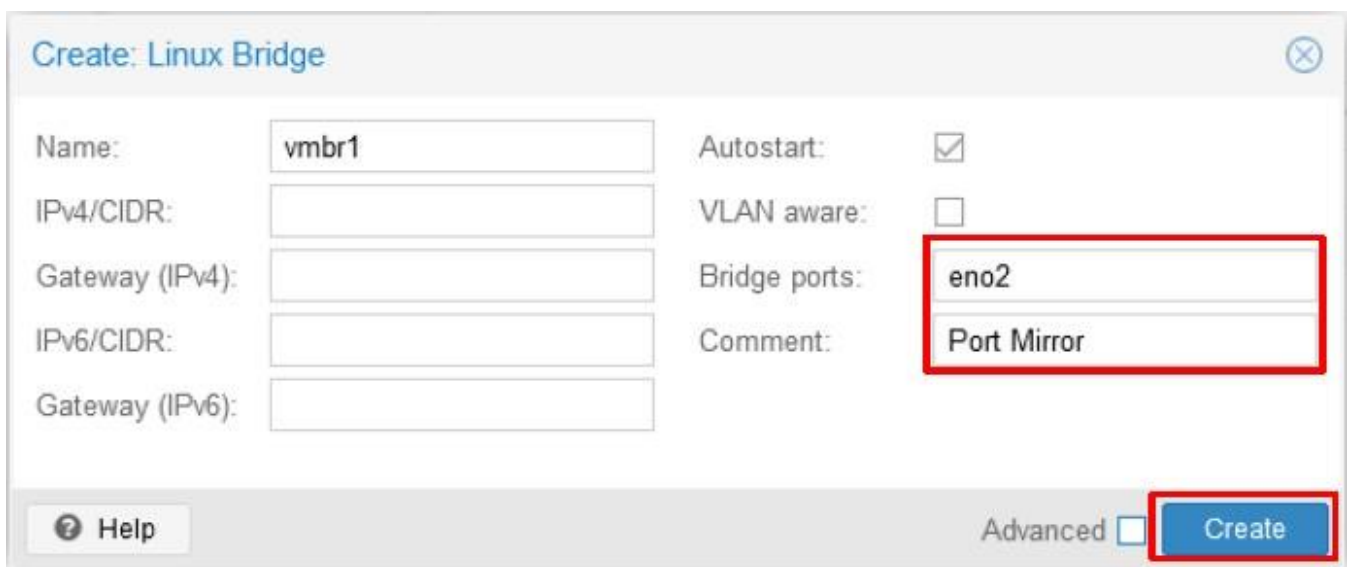 Create: Linux Bridge
Name: vmbr1
IPv4/CIDR:
Gateway (IPv4):
IPv6/CIDR:
Gateway (IPv6):
Autostart:
VLAN aware:
Bridge ports: eno2
Comment: Port Mirror
Help
Advanced
Create